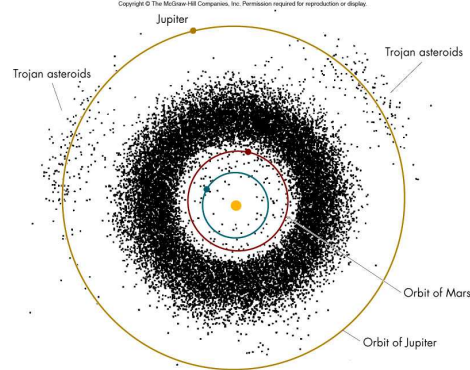 Copyright © The McGraw-Hill Companies, Inc. Permission required for reproduction or display.
Jupiter
Trojan asteroids
Trojan asteroids
Orbit of Mars
Orbit of Jupiter